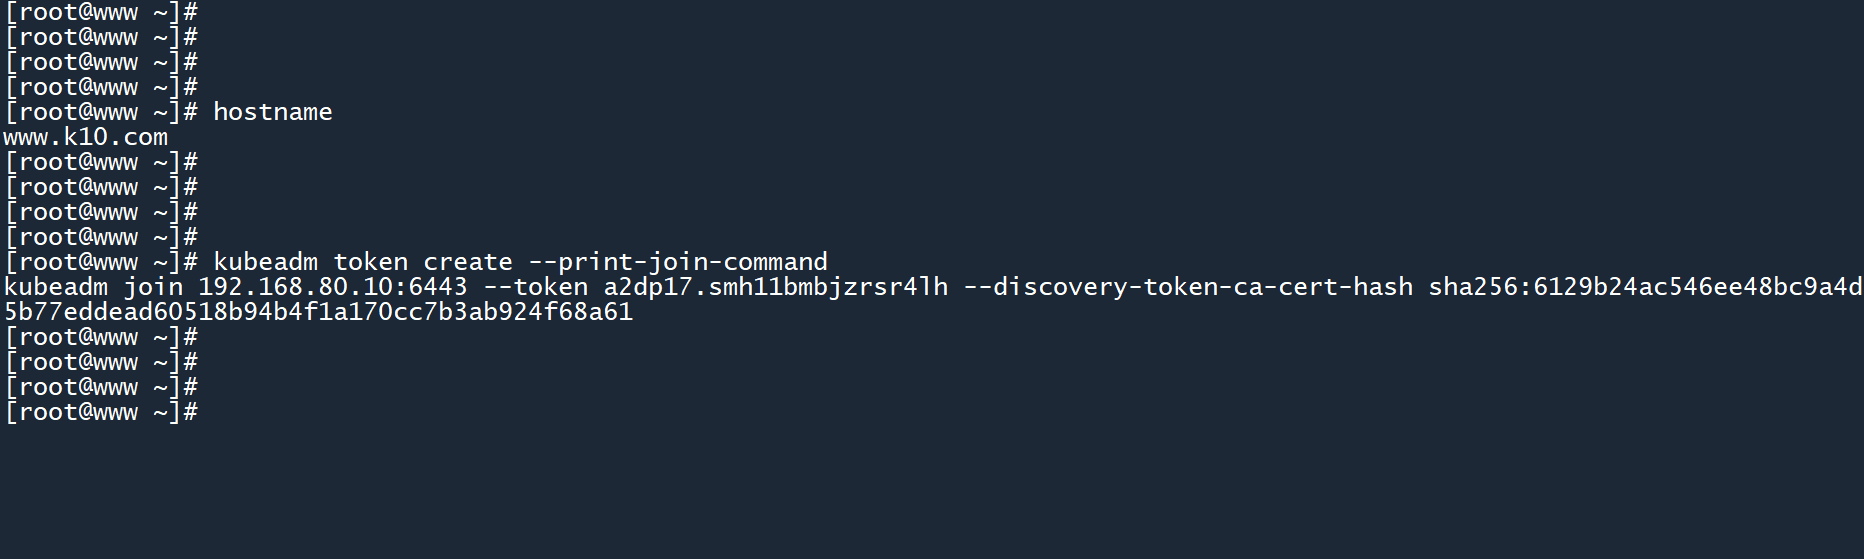 [root@www ~]#
[root@www ~]#
[root@www ~]#
[root@www ~]#
[root@www ~]# hostname
www.k10.com
[root@www ~]#
[root@www ~]#
[root@www ~]#
[root@www ~]#
[root@www ~]# kubeadm token create --print-join-command
kubeadm join 192.168.80.10:6443 --token a2dp17.smh11bmbjzrsr4lh --discovery-token-ca-cert-hash sha256:6129b24ac546ee48bc9a4d
5b77eddead60518b94b4f1a170cc7b3ab924f68a61
[root@www ~]#
[root@www ~]#
[root@www ~]#
[root@www ~]#